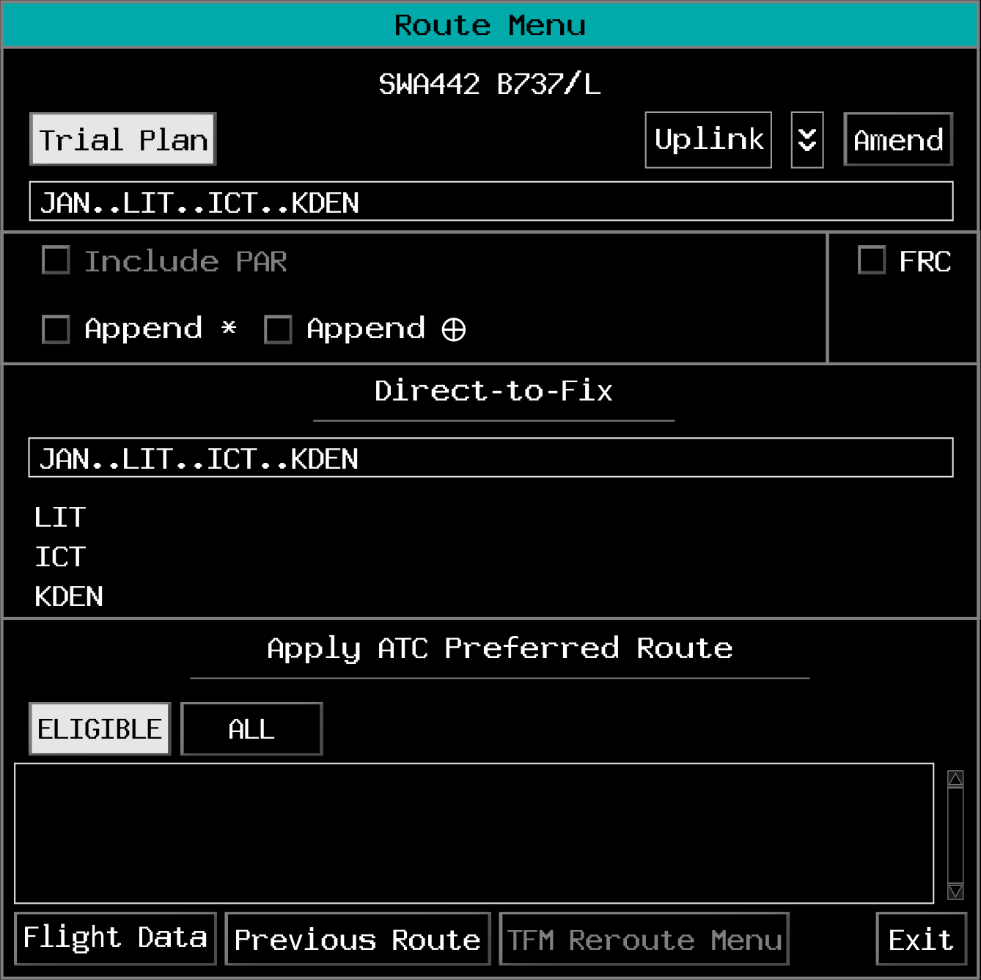 Route Menu
SWA442 B737/L
Trial Plan Uplink Amend
JAN..LIT..ICT..KDEN
Include PAR FRC
Append * Append ⊕
Direct-to-Fix
JAN..LIT..ICT..KDEN
LIT
ICT
KDEN
Apply ATC Preferred Route
ELIGIBLE ALL
Flight Data Previous Route TFM Reroute Menu Exit